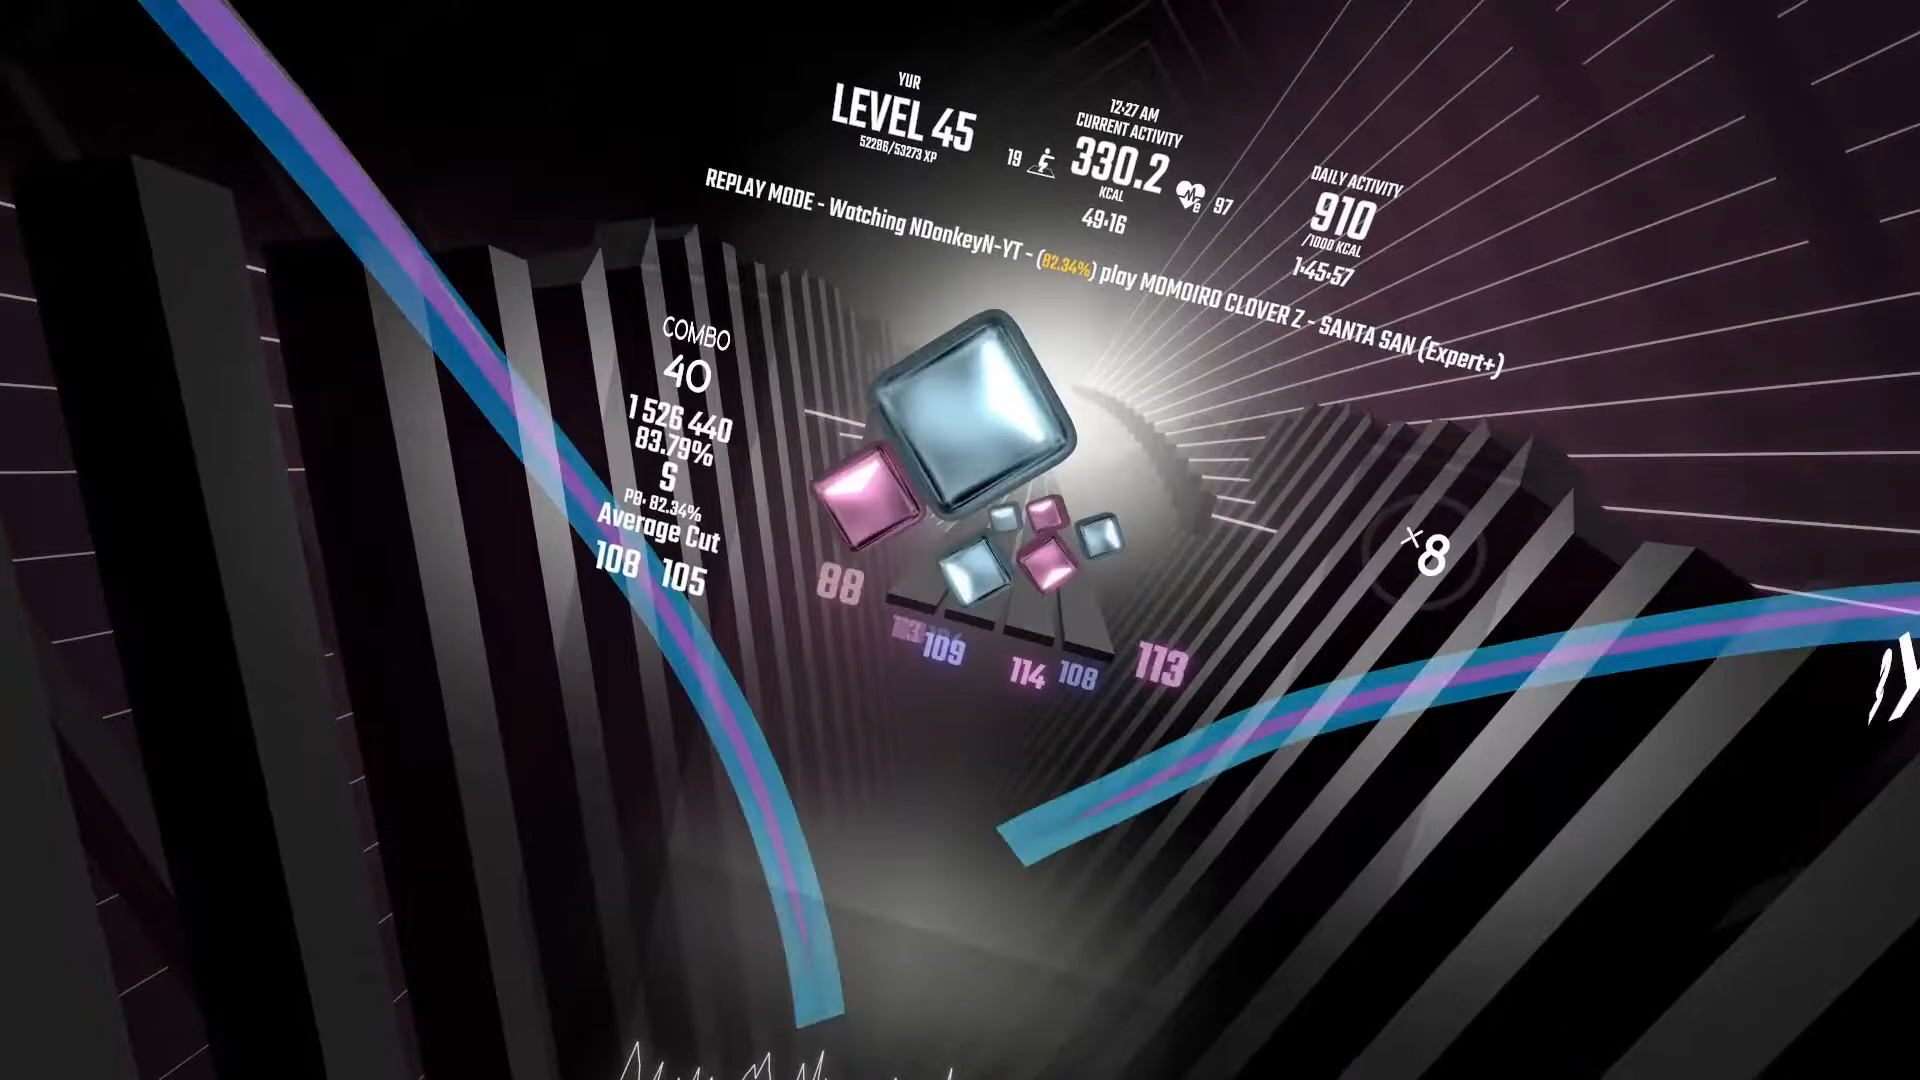 YUR
LEVEL 45
52286/53273 XP
12:27 AM
CURRENT ACTIVITY
19
330.2
KCAL
97
49:16
DAILY ACTIVITY
910
/1000 KCAL
1:45:57
REPLAY MODE - Watching NDonkeyN-YT - (82.34%) play MOMOIRO CLOVER Z - SANTA SAN (Expert+)
COMBO
40
1 526 440
83.79%
S
PB: 82.34%
Average Cut
108 105
x8
88
109
114
108
113